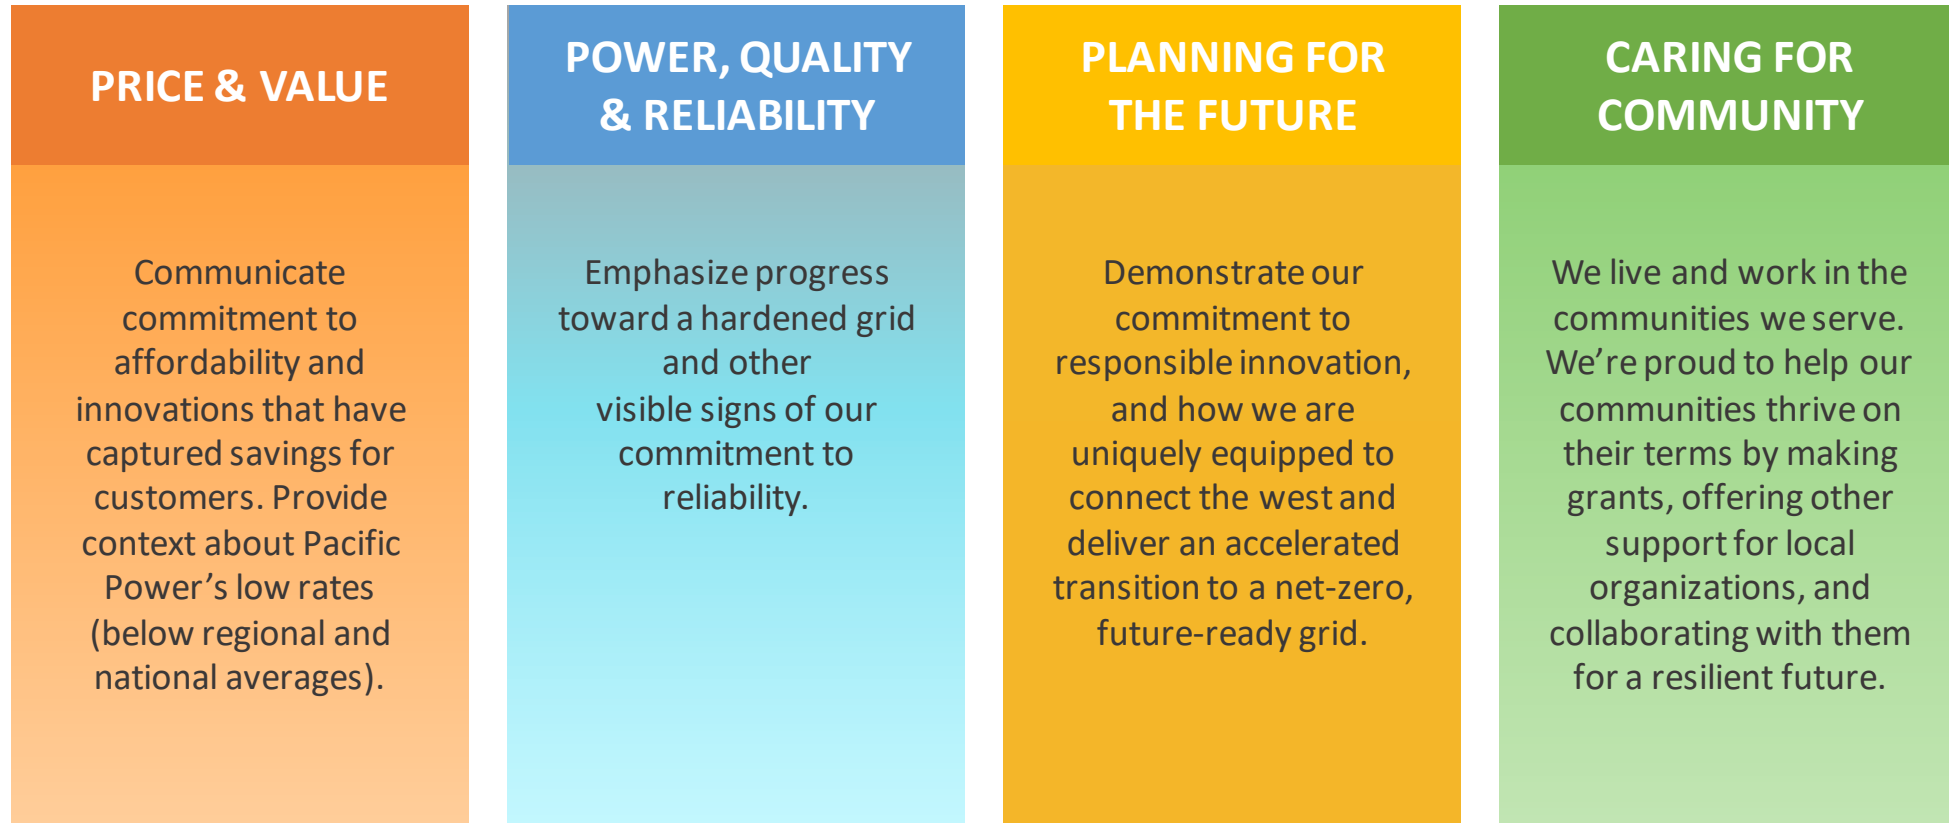 PRICE & VALUE
Communicate
commitment to
affordability and
innovations that have
captured savings for
customers. Provide
context about Pacific
Power’s low rates
(below regional and
national averages).
POWER, QUALITY
& RELIABILITY
Emphasize progress
toward a hardened grid
and other
visible signs of our
commitment to
reliability.
PLANNING FOR
THE FUTURE
Demonstrate our
commitment to
responsible innovation,
and how we are
uniquely equipped to
connect the west and
deliver an accelerated
transition to a net-zero,
future-ready grid.
CARING FOR
COMMUNITY
We live and work in the
communities we serve.
We’re proud to help our
communities thrive on
their terms by making
grants, offering other
support for local
organizations, and
collaborating with them
for a resilient future.